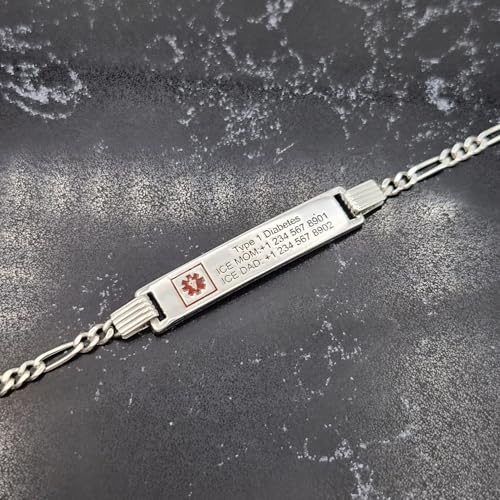 Type 1 Diabetes
ICE MOM:+1 234 567 8901
ICE DAD: +1 234 567 8902